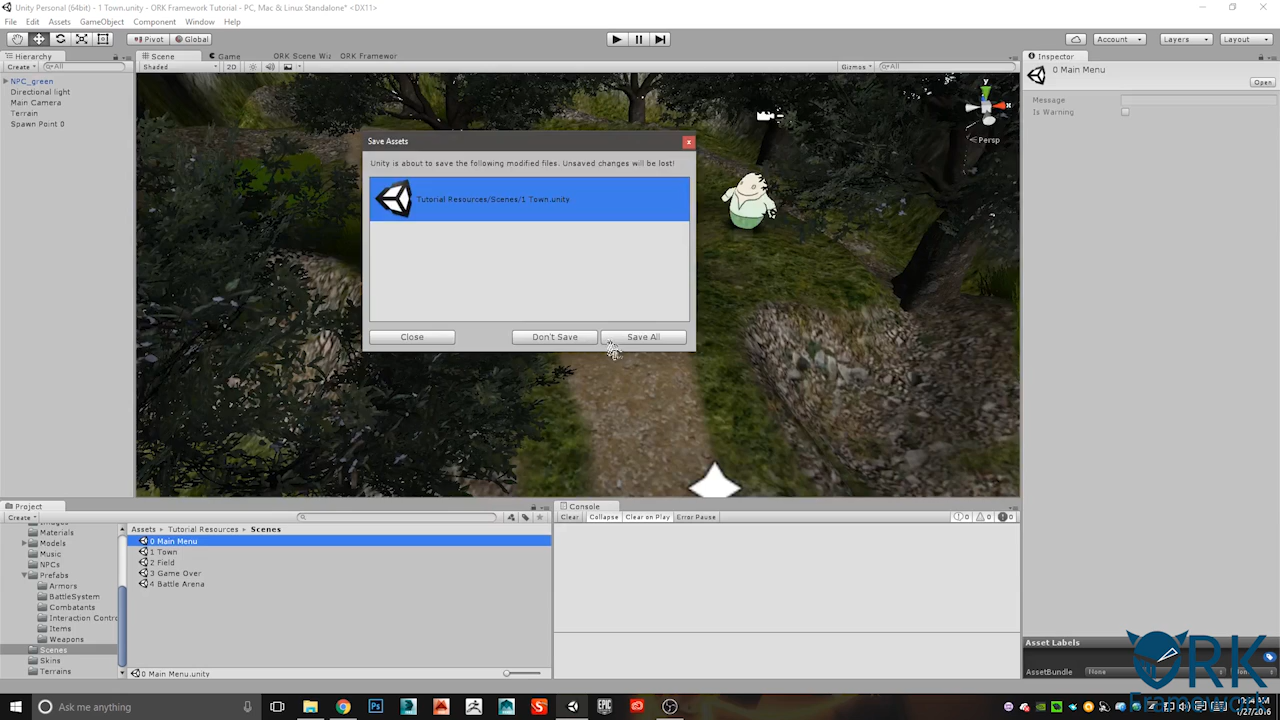 Unity Personal (64bit) - 1 Town.unity - ORK Framework Tutorial - PC, Mac & Linux Standalone* <DX11>
File Edit Assets GameObject Component Window Help
Pivot Global Account Layers Layout
Hierarchy Scene Game ORK Scene Wiz ORK Framewor Inspector
Create All Shaded 2D Gizmos All
0 Main Menu
Open
NPC_green
Directional light
Main Camera
Terrain
Spawn Point 0
Message
Is Warning
y
x
Persp
Save Assets
x
Unity is about to save the following modified files. Unsaved changes will be lost!
Tutorial Resources/Scenes/1 Town.unity
Close Don't Save Save All
Project Console
Create Clear Collapse Clear on Play Error Pause 0 0 0
Assets Tutorial Resources Scenes
Materials
Models
Music
NPCs
Prefabs
Armors
BattleSystem
Combatants
Interaction Contro
Items
Weapons
Scenes
Skins
Terrains
0 Main Menu
1 Town
2 Field
3 Game Over
4 Battle Arena
0 Main Menu.unity
Asset Labels
AssetBundle None
ORK
Framework
Ask me anything
1/27/2016